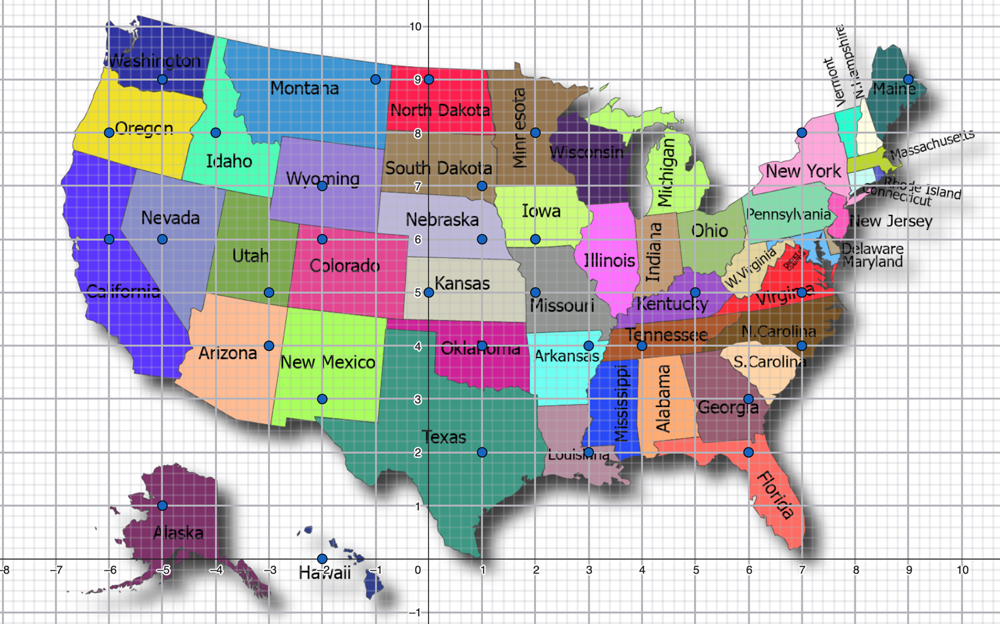 10
Washington
Montana
9
N.Hampshire
Vermont
Maine
North Dakota
Minnesota
Oregon
8
Idaho
Wisconsin
Massachusetts
South Dakota
Michigan
New York
Wyoming
7
Rhode Island
Connecticut
Nevada
Nebraska
Iowa
Pennsylvania
New Jersey
Ohio
6
Utah
Colorado
Illinois
Indiana
W.Virginia
District of
Columbia
Delaware
Maryland
California
5
Kansas
Missouri
Kentucky
Virginia
N.Carolina
Tennessee
4
Arizona
New Mexico
Oklahoma
Arkansas
S.Carolina
Mississippi
Alabama
Georgia
3
Texas
2
Louisiana
Florida
1
Alaska
Hawaii
−8 −7 −6 −5 −4 −3 −2 −1 0 1 2 3 4 5 6 7 8 9 10
−1